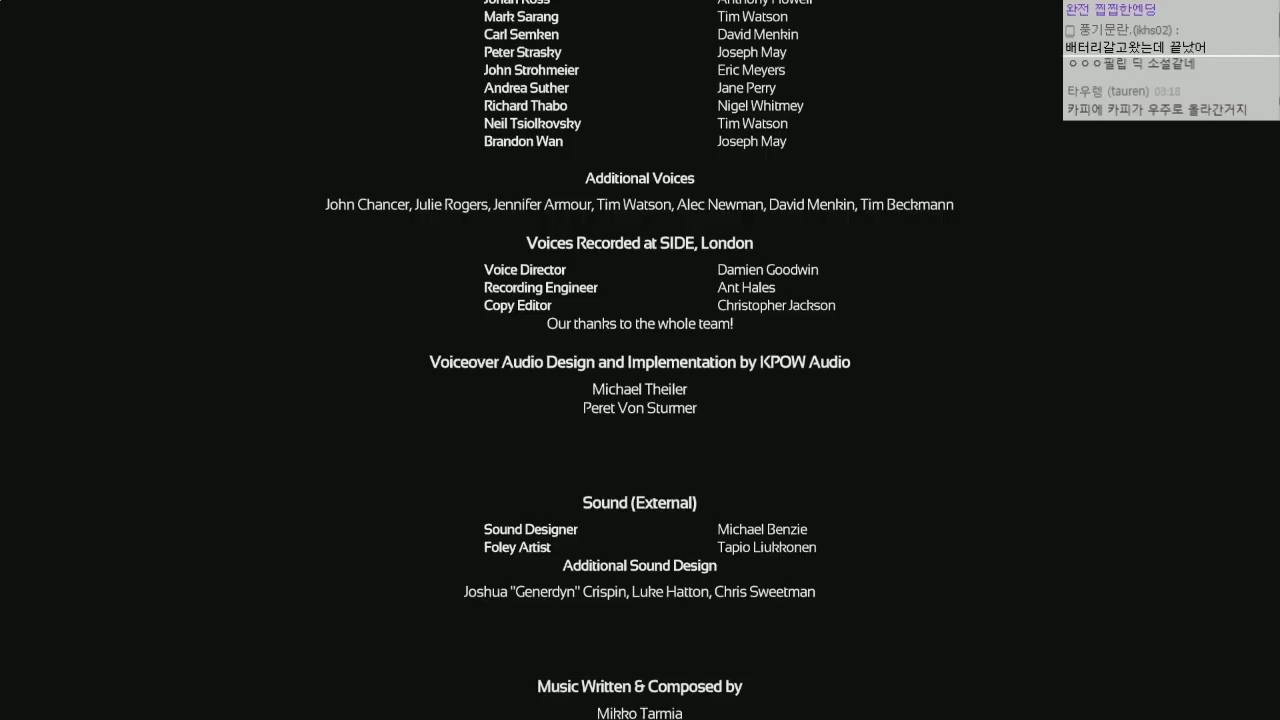 Mark Sarang Tim Watson
Carl Semken David Menkin
Peter Strasky Joseph May
John Strohmeier Eric Meyers
Andrea Suther Jane Perry
Richard Thabo Nigel Whitmey
Neil Tsiolkovsky Tim Watson
Brandon Wan Joseph May
Additional Voices
John Chancer, Julie Rogers, Jennifer Armour, Tim Watson, Alec Newman, David Menkin, Tim Beckmann
Voices Recorded at SIDE, London
Voice Director Damien Goodwin
Recording Engineer Ant Hales
Copy Editor Christopher Jackson
Our thanks to the whole team!
Voiceover Audio Design and Implementation by KPOW Audio
Michael Theiler
Peret Von Sturmer
Sound (External)
Sound Designer Michael Benzie
Foley Artist Tapio Liukkonen
Additional Sound Design
Joshua "Generdyn" Crispin, Luke Hatton, Chris Sweetman
Music Written & Composed by
Mikko Tarmia
완전 찝찝한엔딩
풍기문란.(ikhs02) :
배터리갈고왔는데 끝났어
ㅇㅇㅇ필립 딕 소설같네
타우렝 (tauren) 03:18
카피에 카피가 우주로 올라간거지